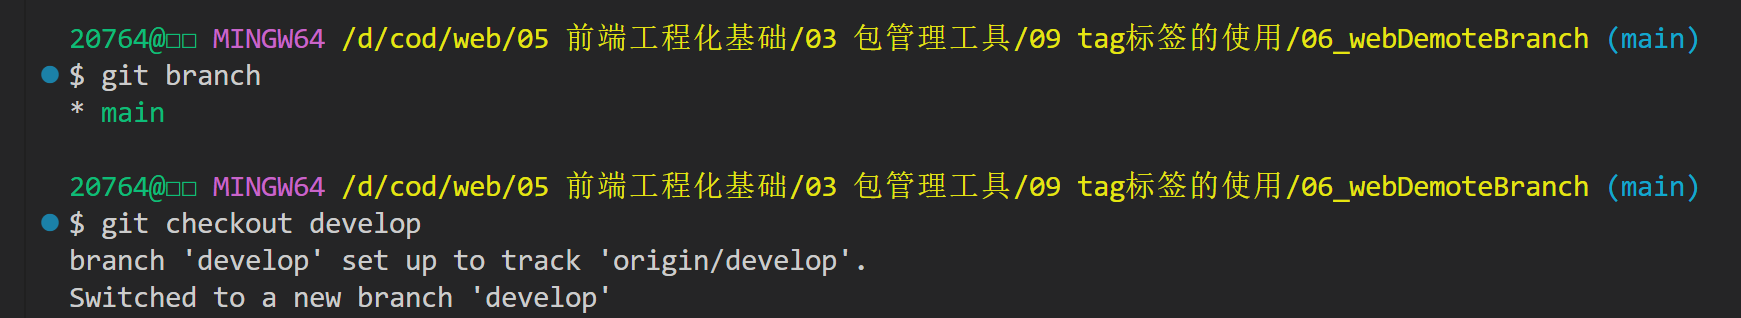 20764@□□ MINGW64 /d/cod/web/05 前端工程化基础/03 包管理工具/09 tag标签的使用/06_webDemoteBranch (main)
$ git branch
* main
20764@□□ MINGW64 /d/cod/web/05 前端工程化基础/03 包管理工具/09 tag标签的使用/06_webDemoteBranch (main)
$ git checkout develop
branch 'develop' set up to track 'origin/develop'.
Switched to a new branch 'develop'